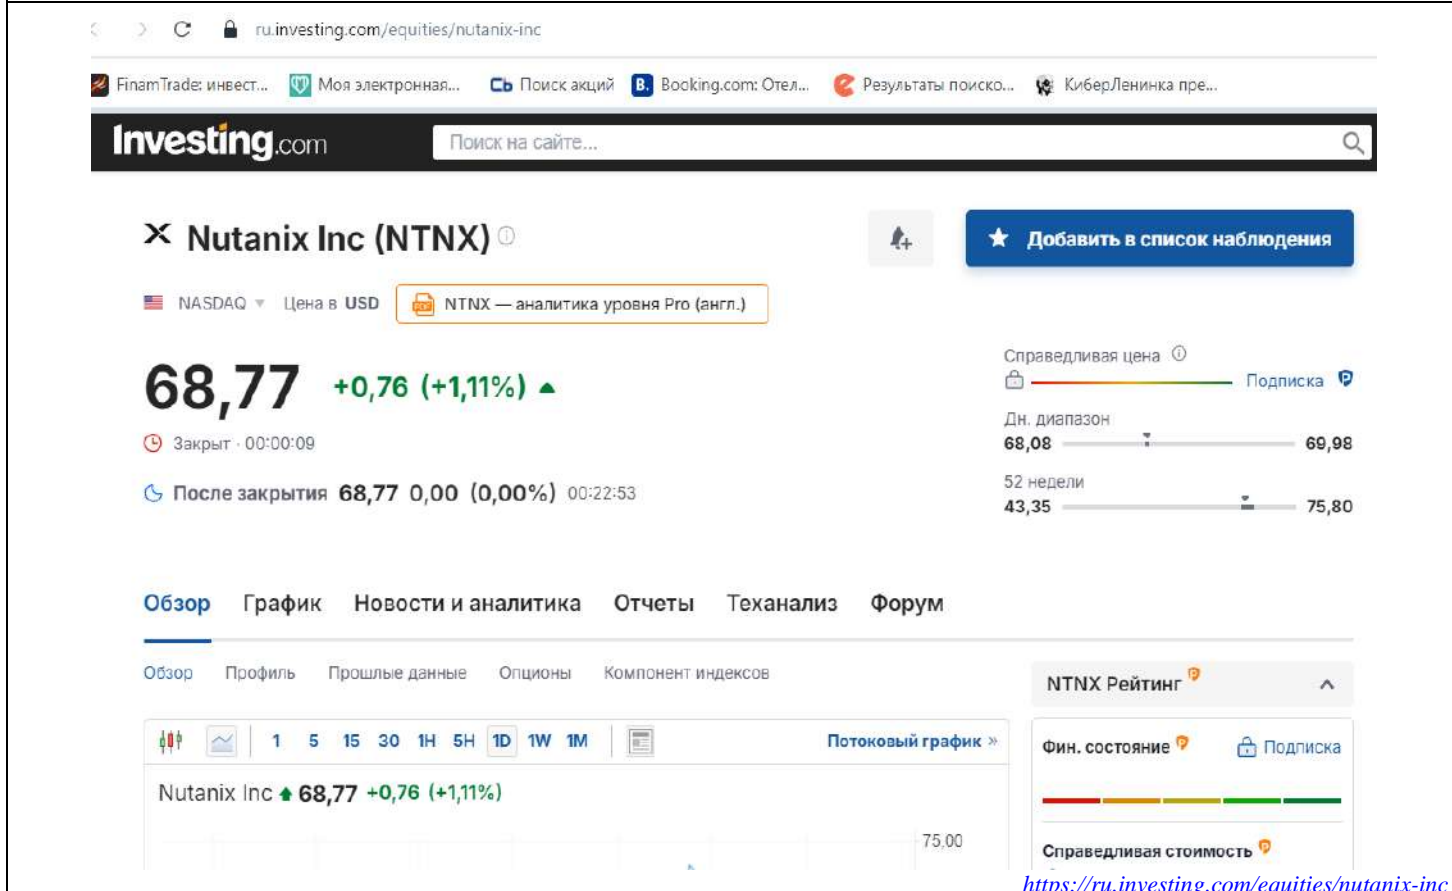 ru.investing.com/equities/nutanix-inc
FinamTrade: инвест... Моя электронная... Сb Поиск акций B. Booking.com: Отел... Результаты поиско... КиберЛенинка пре...
Investing.com Поиск на сайте...
Nutanix Inc (NTNX)
Добавить в список наблюдения
NASDAQ Цена в USD NTNX — аналитика уровня Pro (англ.)
Справедливая цена
68,77 +0,76 (+1,11%)
Подписка
Дн. диапазон
Закрыт · 00:00:09
68,08 69,98
52 недели
После закрытия 68,77 0,00 (0,00%) 00:22:53
43,35 75,80
Обзор График Новости и аналитика Отчеты Теханализ Форум
Обзор Профиль Прошлые данные Опционы Компонент индексов
NTNX Рейтинг
1 5 15 30 1H 5H 1D 1W 1M Потоковый график »
Фин. состояние Подписка
Nutanix Inc 68,77 +0,76 (+1,11%)
75,00
Справедливая стоимость
https://ru.investing.com/equities/nutanix-inc